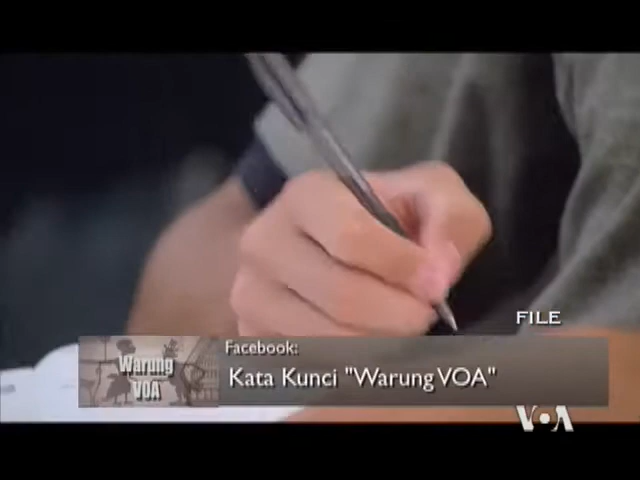 FILE
Warung
VOA
Facebook:
Kata Kunci "Warung VOA"
VOA